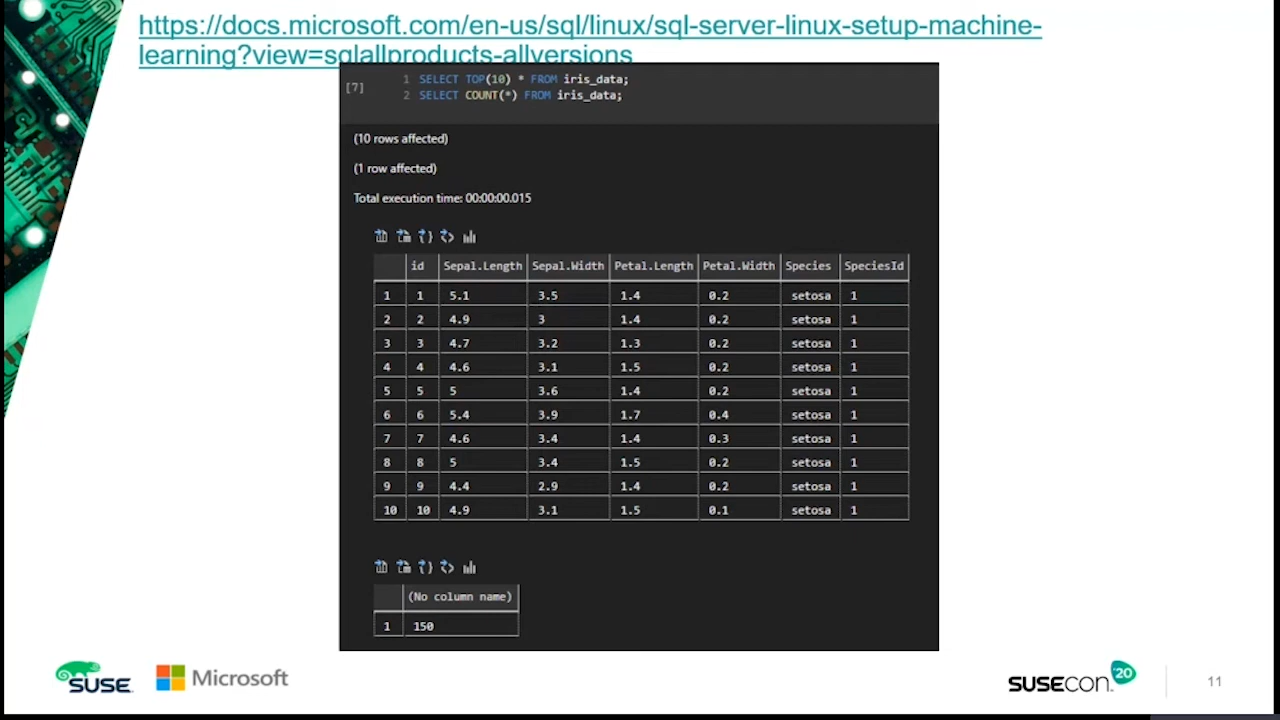 https://docs.microsoft.com/en-us/sql/linux/sql-server-linux-setup-machine-
learning?view=sqlallproducts-allversions
[7]
1 SELECT TOP(10) * FROM iris_data;
2 SELECT COUNT(*) FROM iris_data;
(10 rows affected)
(1 row affected)
Total execution time: 00:00:00.015
id Sepal.Length Sepal.Width Petal.Length Petal.Width Species SpeciesId
1 1 5.1 3.5 1.4 0.2 setosa 1
2 2 4.9 3 1.4 0.2 setosa 1
3 3 4.7 3.2 1.3 0.2 setosa 1
4 4 4.6 3.1 1.5 0.2 setosa 1
5 5 5 3.6 1.4 0.2 setosa 1
6 6 5.4 3.9 1.7 0.4 setosa 1
7 7 4.6 3.4 1.4 0.3 setosa 1
8 8 5 3.4 1.5 0.2 setosa 1
9 9 4.4 2.9 1.4 0.2 setosa 1
10 10 4.9 3.1 1.5 0.1 setosa 1
(No column name)
1 150
SUSE Microsoft SUSECON. '20 11